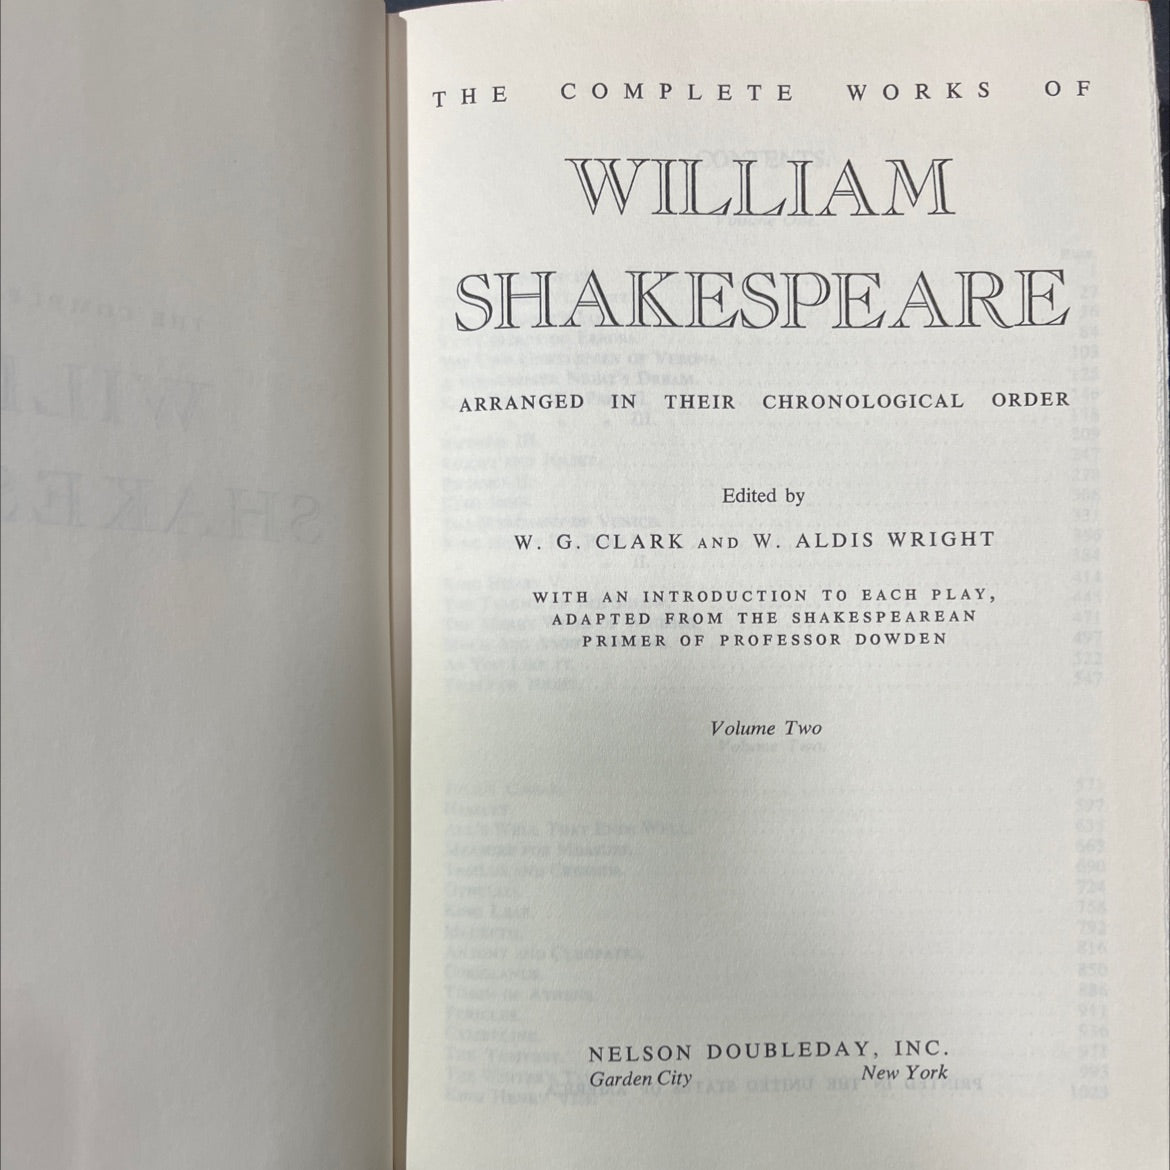 THE COMPLETE WORKS OF
WILLIAM
SHAKESPEARE
ARRANGED IN THEIR CHRONOLOGICAL ORDER
Edited by
W. G. CLARK AND W. ALDIS WRIGHT
WITH AN INTRODUCTION TO EACH PLAY,
ADAPTED FROM THE SHAKESPEAREAN
PRIMER OF PROFESSOR DOWDEN
Volume Two
NELSON DOUBLEDAY, INC.
Garden City New York